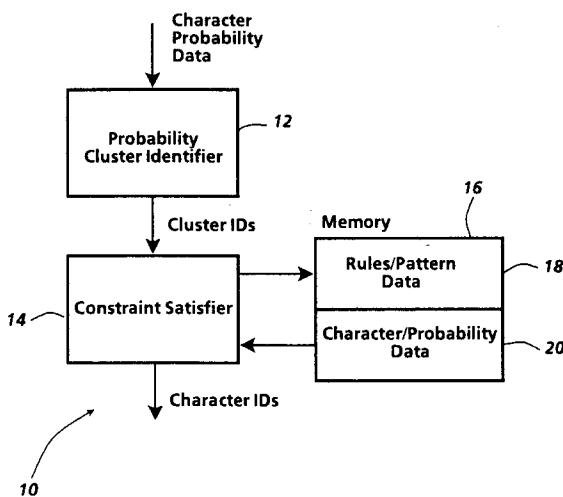 Character
Probability
Data
12
Probability
Cluster Identifier
16
Cluster IDs
Memory
Rules/Pattern
Data
18
14
Constraint Satisfier
Character/Probability
Data
20
Character IDs
10